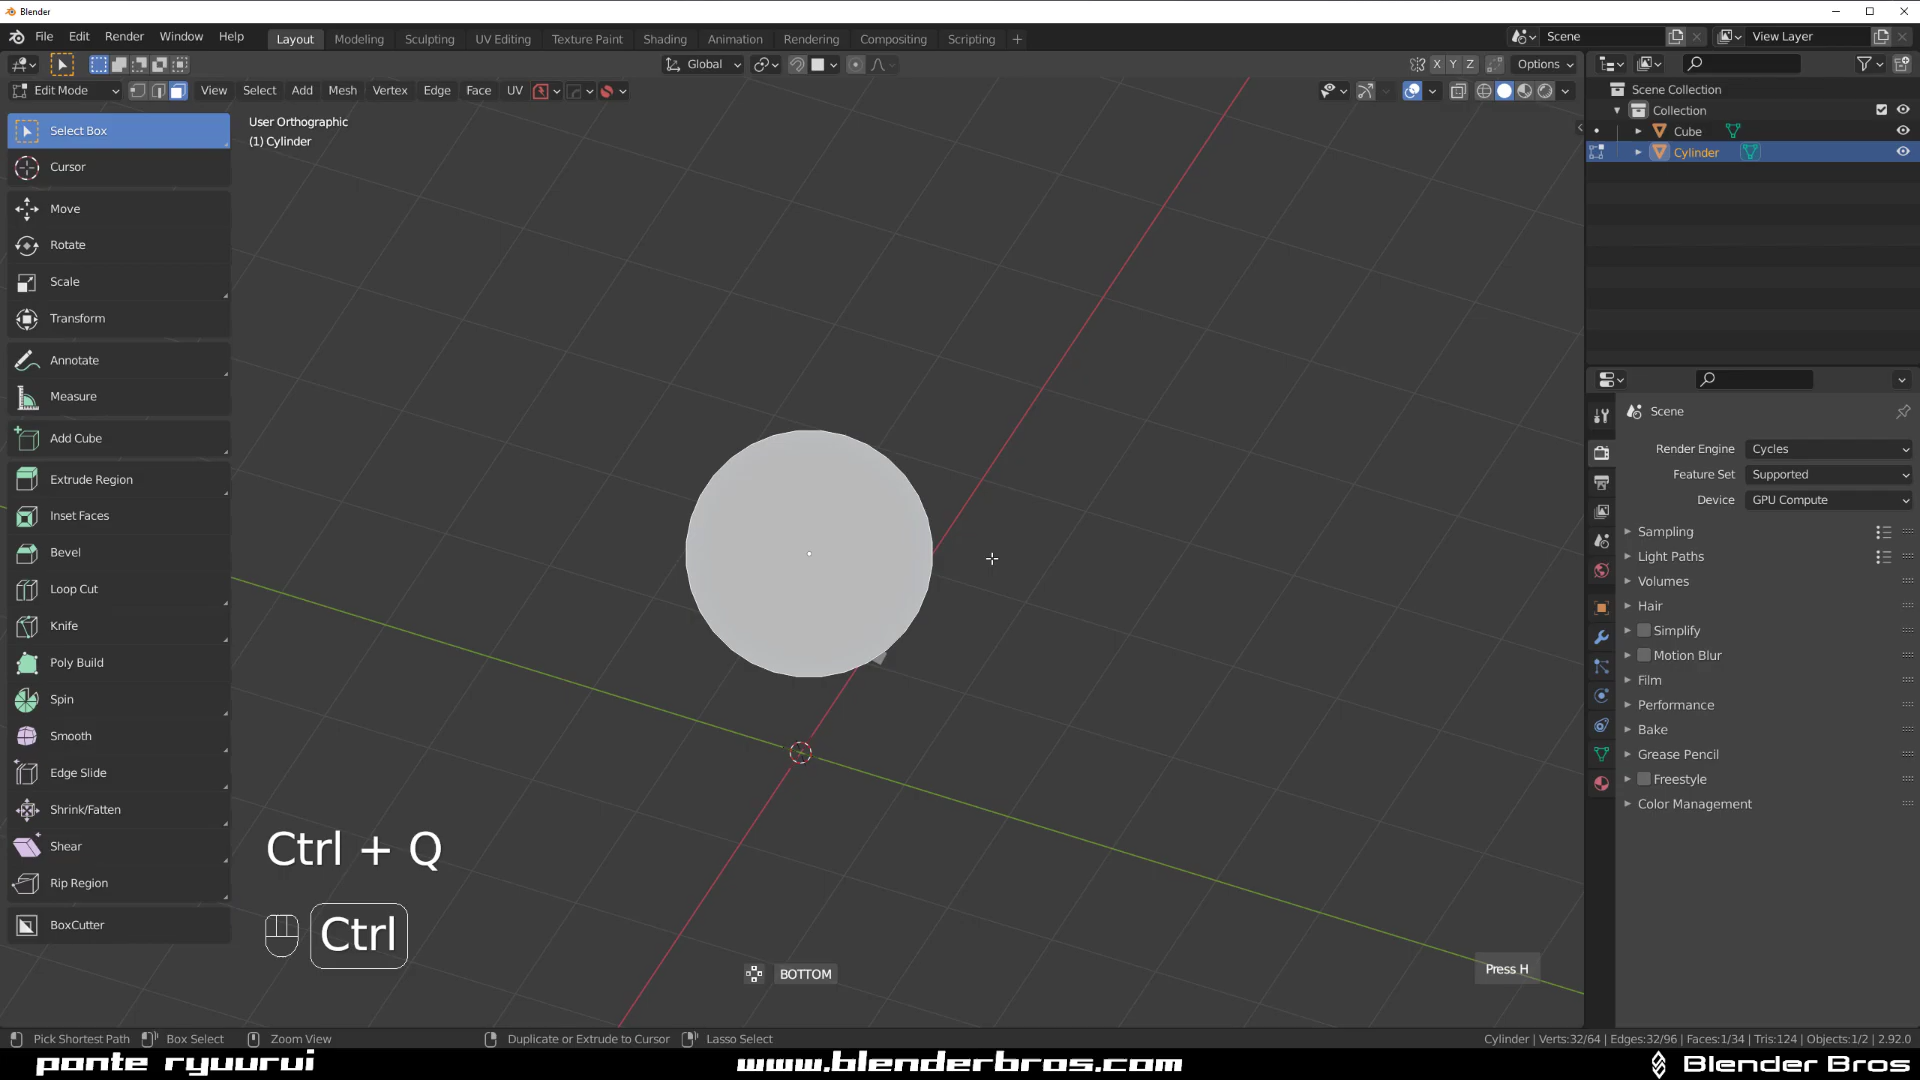 Blender
File Edit Render Window Help Layout Modeling Sculpting UV Editing Texture Paint Shading Animation Rendering Compositing Scripting + Scene View Layer
Global X Y Z Options
Edit Mode View Select Add Mesh Vertex Edge Face UV
User Orthographic
(1) Cylinder
Select Box
Cursor
Move
Rotate
Scale
Transform
Annotate
Measure
Add Cube
Extrude Region
Inset Faces
Bevel
Loop Cut
Knife
Poly Build
Spin
Smooth
Edge Slide
Shrink/Fatten
Shear
Rip Region
BoxCutter
Ctrl + Q
Ctrl
BOTTOM
Press H
Scene Collection
Collection
Cube
Cylinder
Scene
Render Engine Cycles
Feature Set Supported
Device GPU Compute
Sampling
Light Paths
Volumes
Hair
Simplify
Motion Blur
Film
Performance
Bake
Grease Pencil
Freestyle
Color Management
Pick Shortest Path Box Select Zoom View Duplicate or Extrude to Cursor Lasso Select Cylinder | Verts:32/64 | Edges:32/96 | Faces:1/34 | Tris:124 | Objects:1/2 | 2.92.0
ponte ryuurui www.blenderbros.com Blender Bros